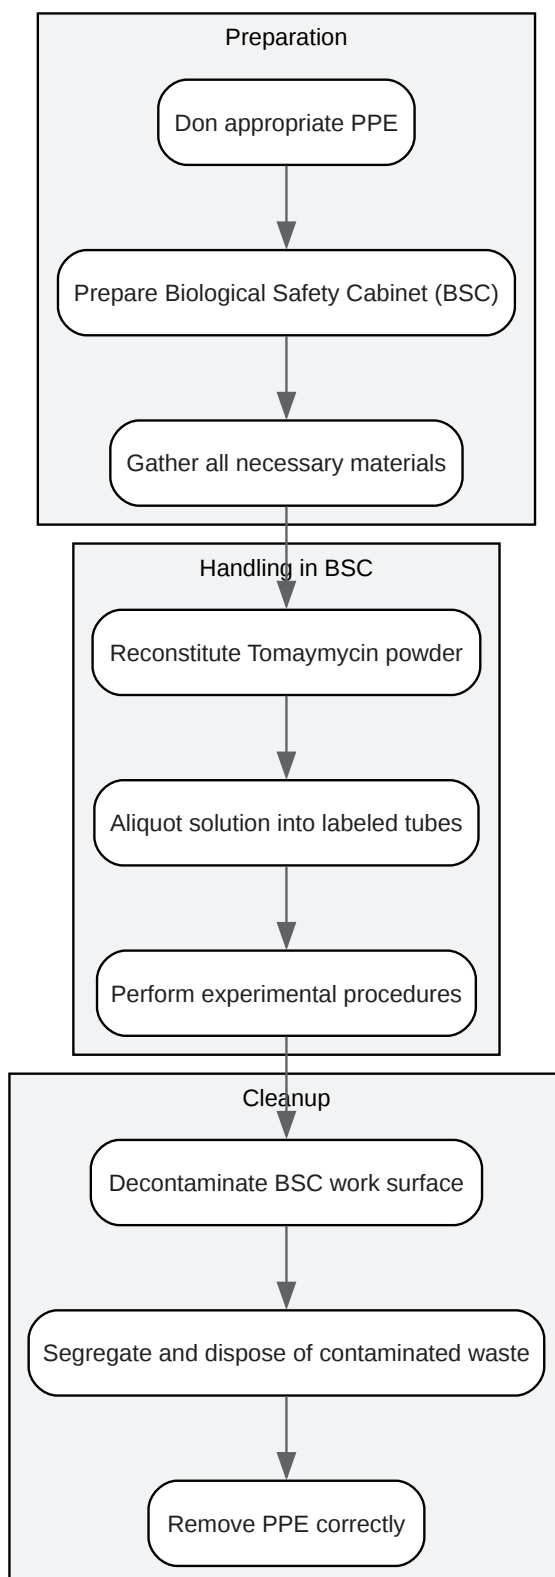 Preparation
Don appropriate PPE
Prepare Biological Safety Cabinet (BSC)
Gather all necessary materials
Handling in BSC
Reconstitute Tomaymycin powder
Aliquot solution into labeled tubes
Perform experimental procedures
Cleanup
Decontaminate BSC work surface
Segregate and dispose of contaminated waste
Remove PPE correctly